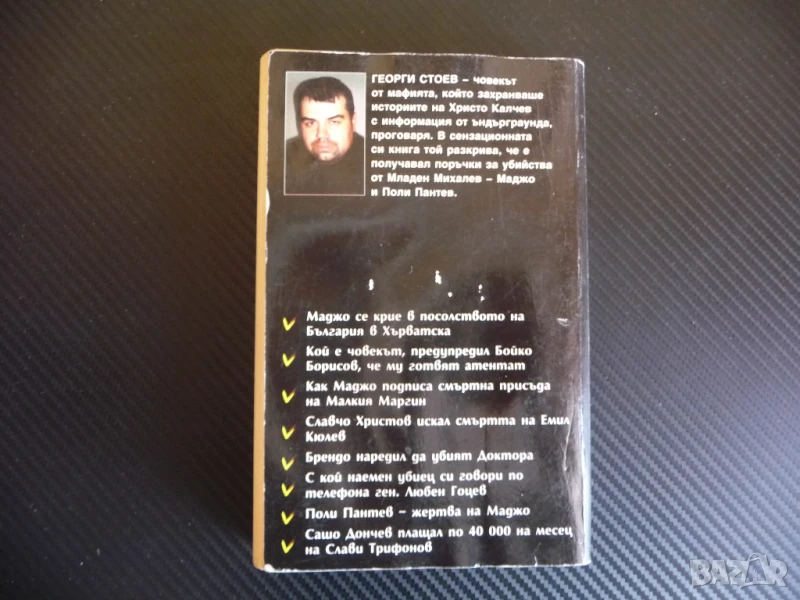 ГЕОРГИ СТОЕВ – човекът
от мафията, който захранваше
историите на Христо Калчев
с информация от ъндърграунда,
проговаря. В сензационната
си книга той разкрива, че е
получавал поръчки за убийства
от Младен Михалев – Маджо
и Поли Пантев.
Маджо се крие в посолството на
България в Хърватска
Кой е човекът, предупредил Бойко
Борисов, че му готвят атентат
Как Маджо подписа смъртна присъда
на Малкия Маргин
Славчо Христов искал смъртта на Емил
Кюлев
Брендо наредил да убият Доктора
С кой наемен убиец си говори по
телефона ген. Любен Гоцев
Поли Пантев – жертва на Маджо
Сашо Дончев плащал по 40 000 на месец
на Слави Трифонов
BAZAR